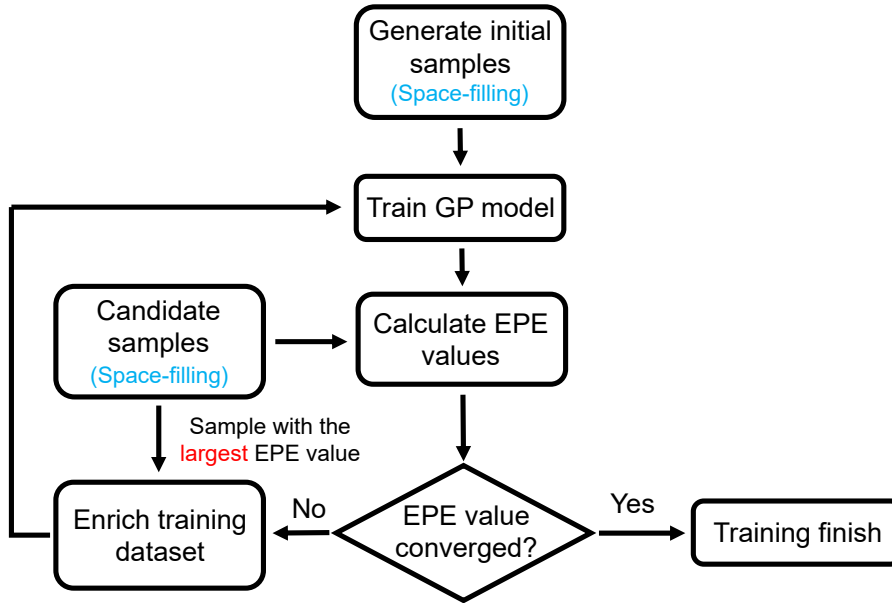 Generate initial
samples
(Space-filling)
Train GP model
Candidate
samples
(Space-filling)
Calculate EPE
values
Sample with the
largest EPE value
Enrich training
dataset
No
EPE value
converged?
Yes
Training finish